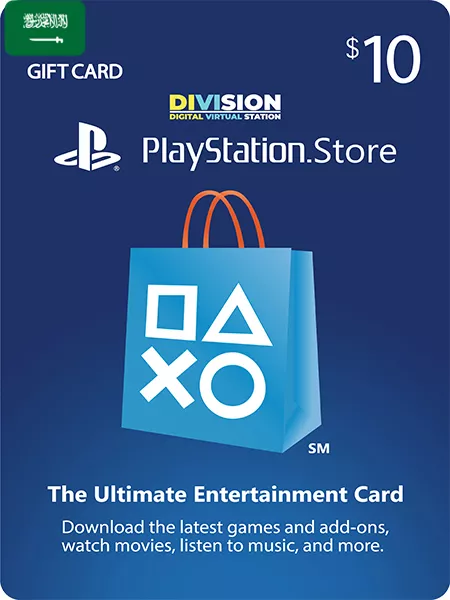 GIFT CARD
$10
DIVISION
DIGITAL VIRTUAL STATION
PlayStation.Store
SM
The Ultimate Entertainment Card
Download the latest games and add-ons,
watch movies, listen to music, and more.